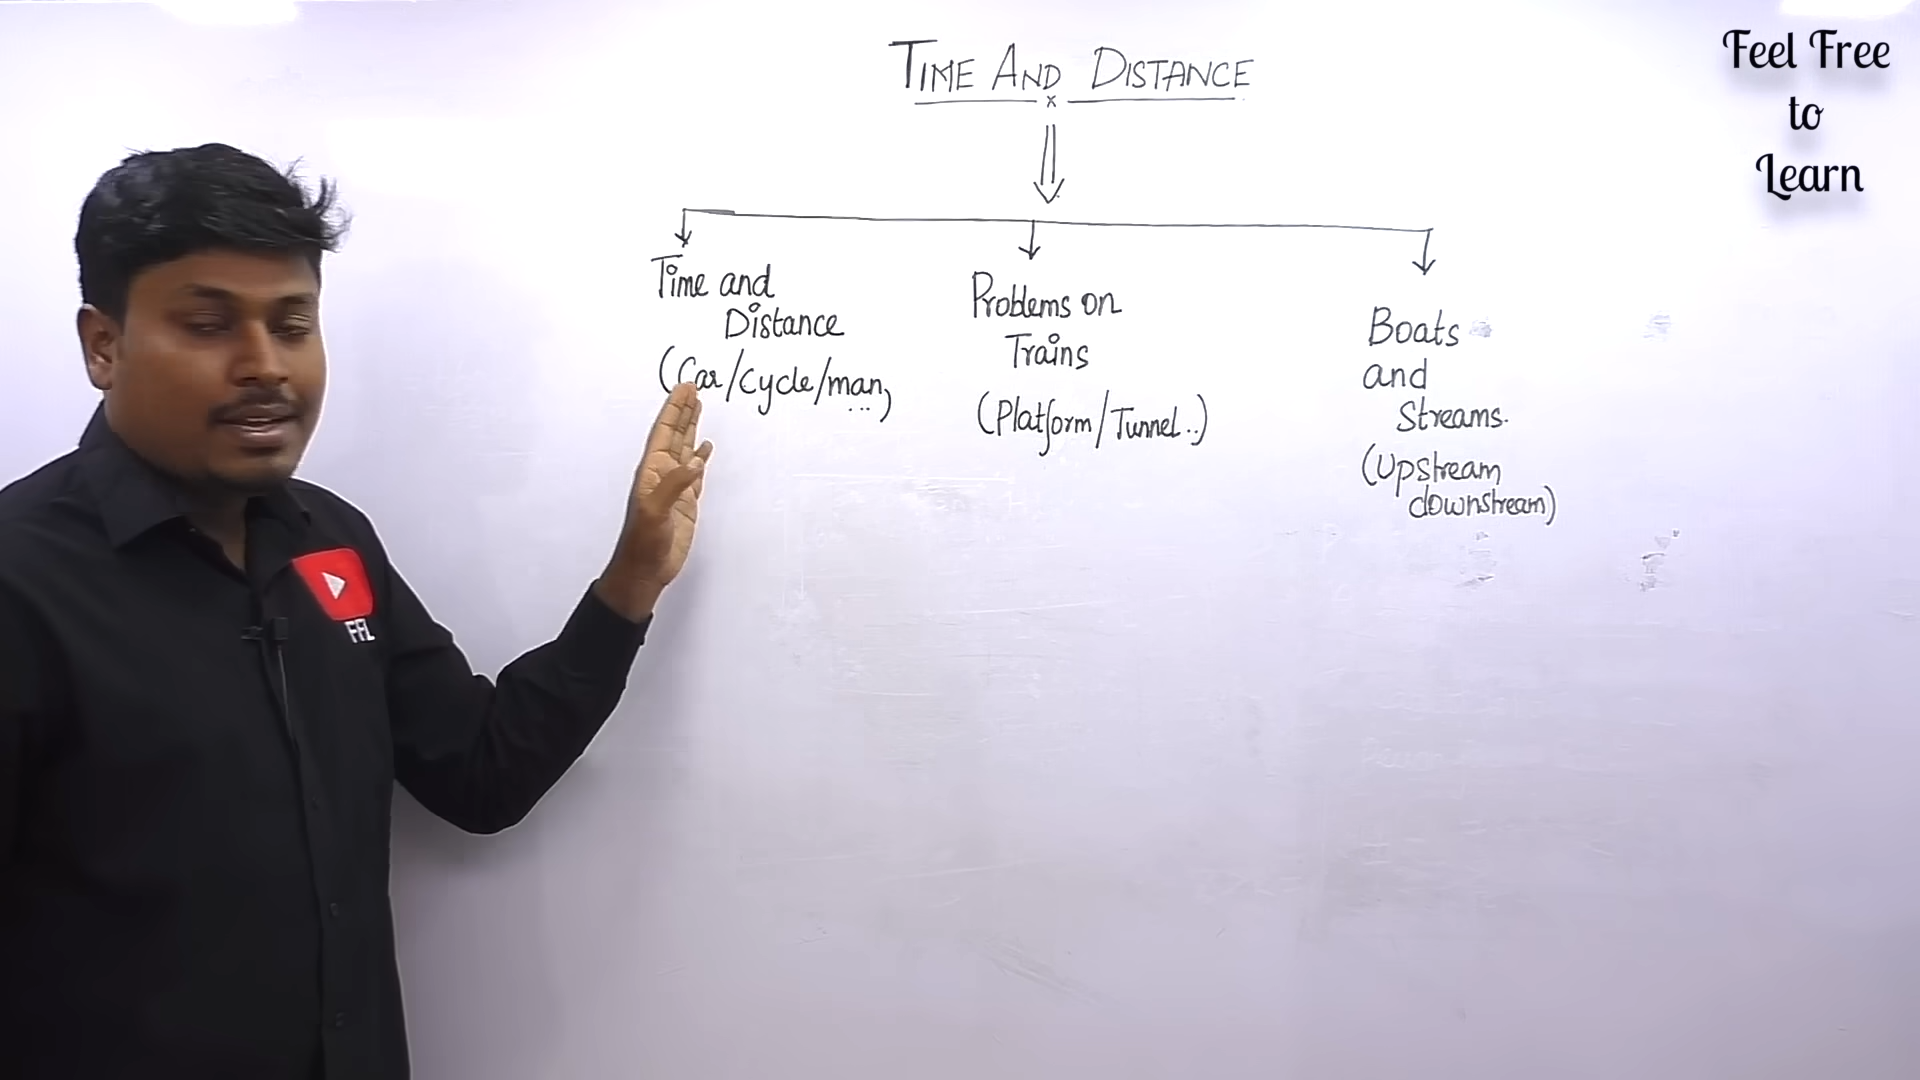 TIME AND DISTANCE
Feel Free
to
Learn
Time and
Distance
(Car/cycle/man,
...)
Problems on
Trains
(Platform/Tunnel..)
Boats
and
Streams.
(Upstream
downstream)
FFL